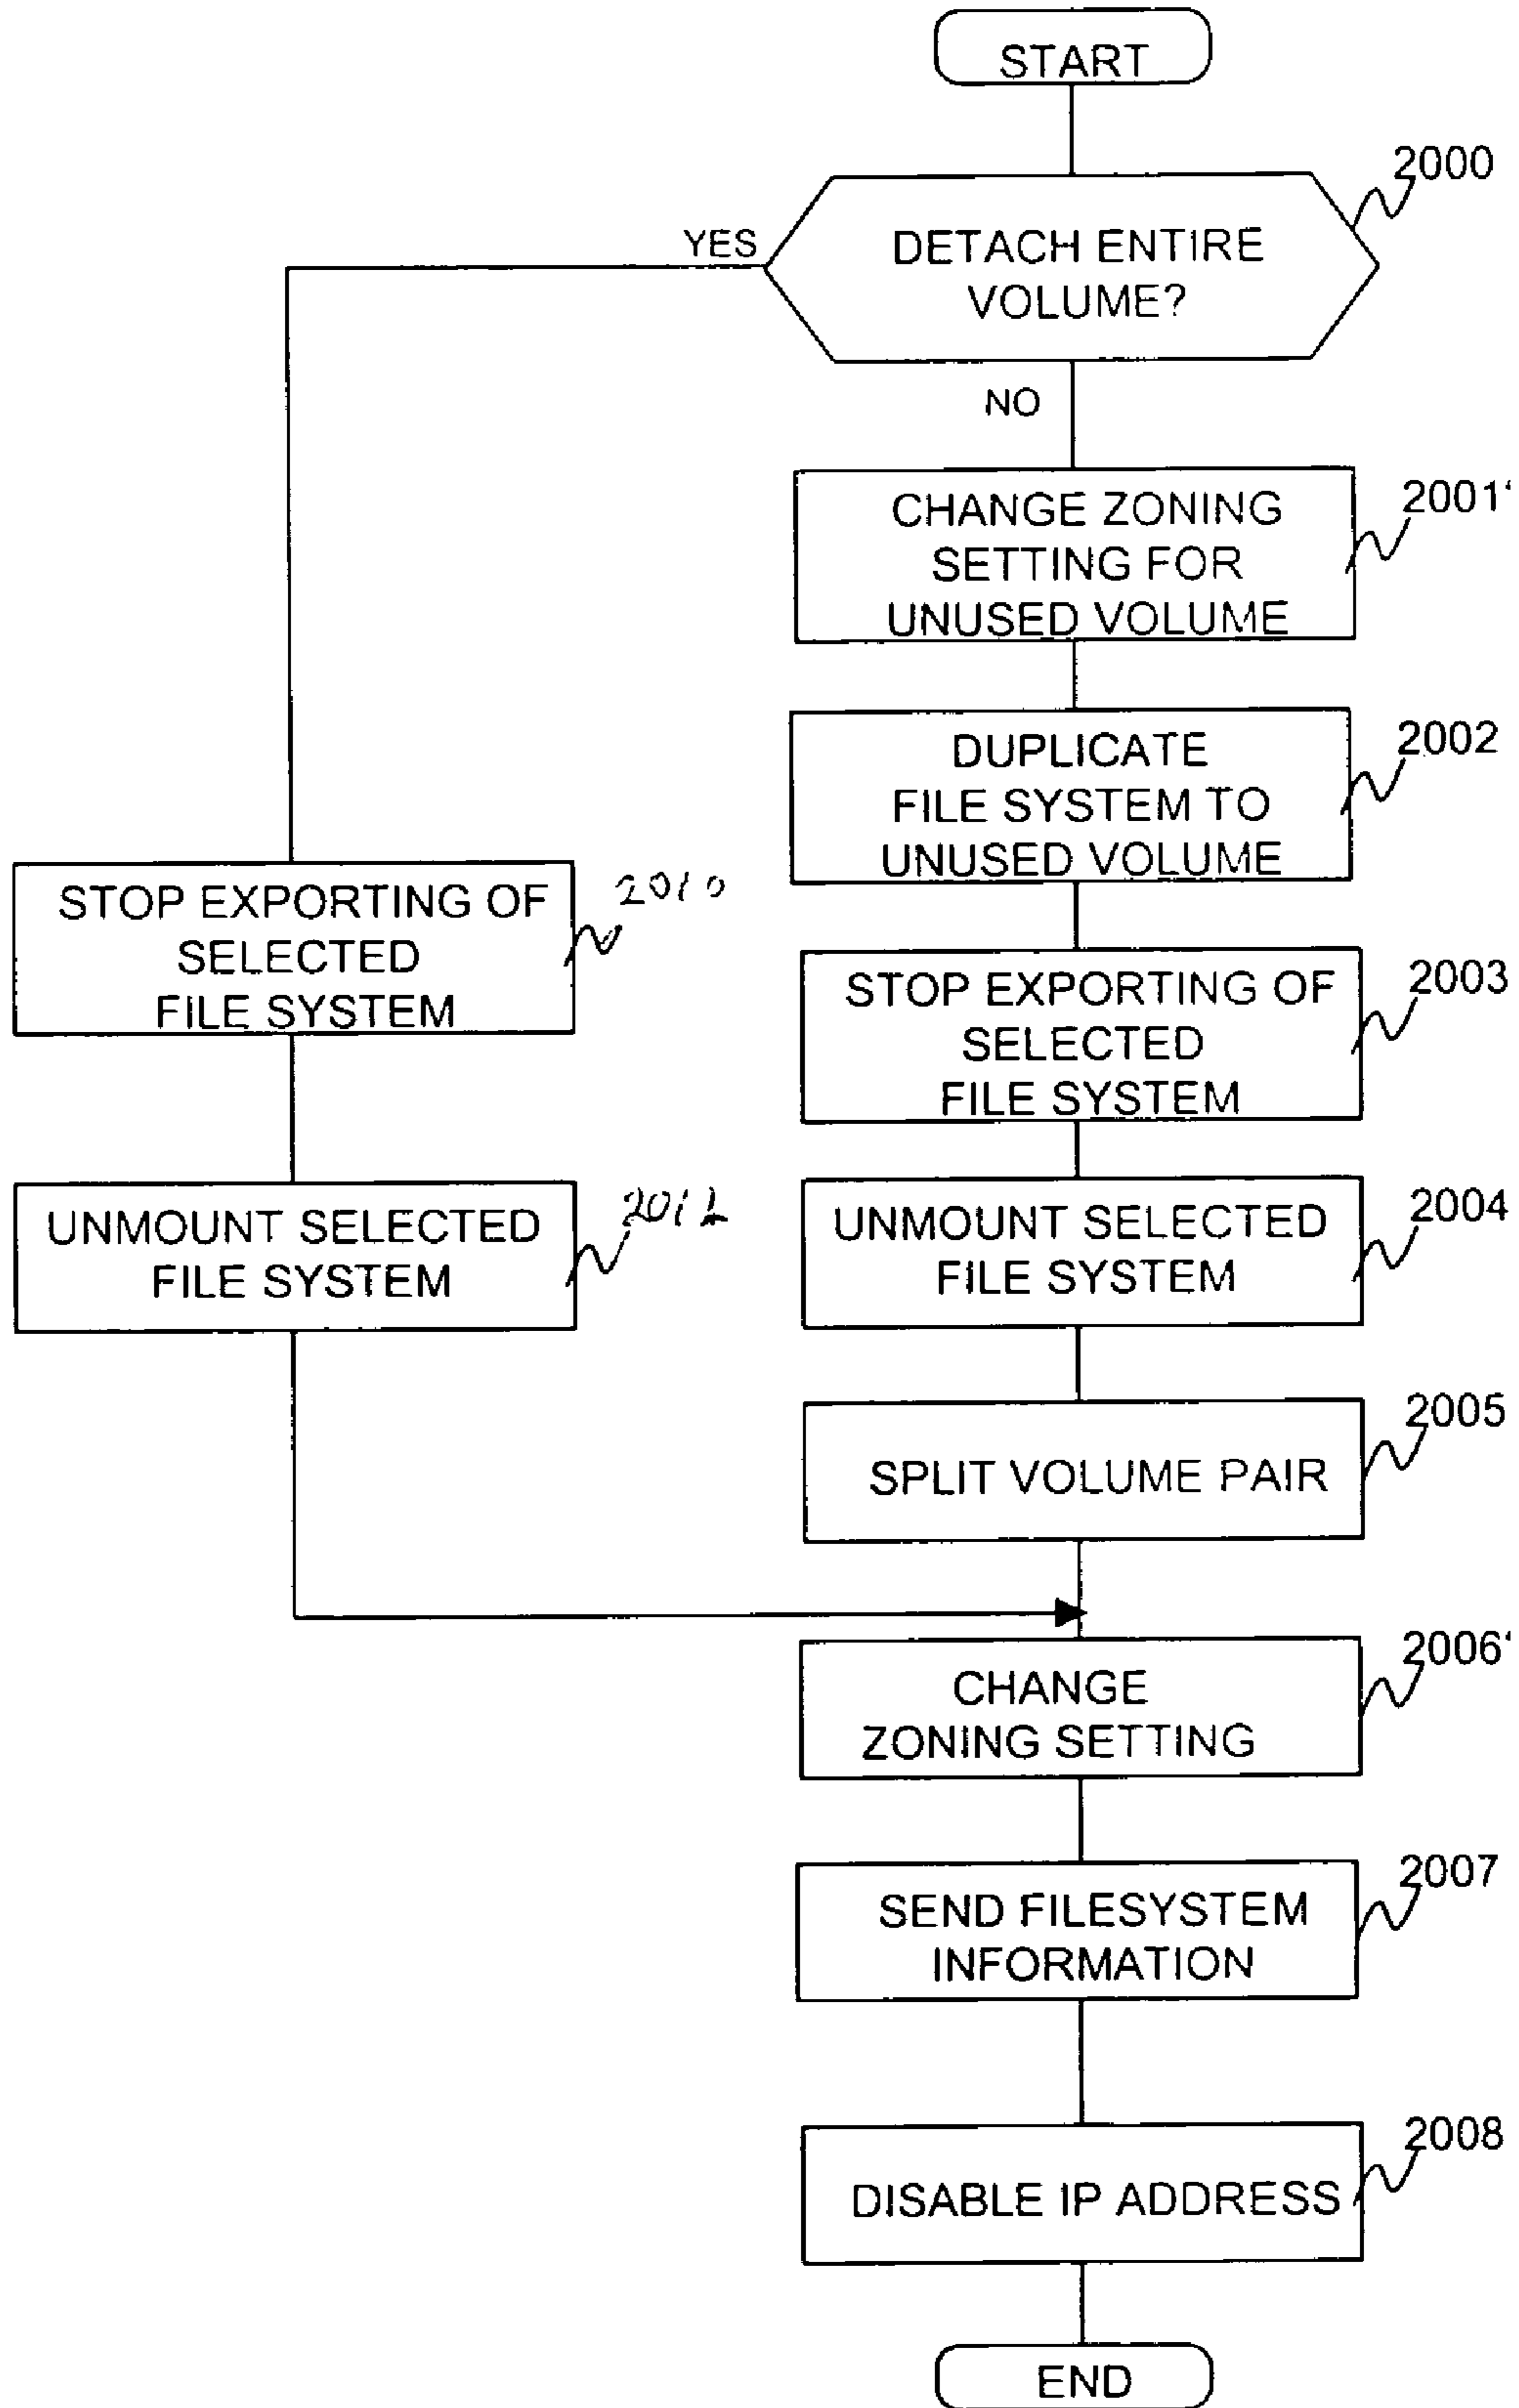 START
2000
DETACH ENTIRE
VOLUME?
YES
NO
CHANGE ZONING
SETTING FOR
UNUSED VOLUME
2001'
DUPLICATE
FILE SYSTEM TO
UNUSED VOLUME
2002
STOP EXPORTING OF
SELECTED
FILE SYSTEM
2010
STOP EXPORTING OF
SELECTED
FILE SYSTEM
2003
UNMOUNT SELECTED
FILE SYSTEM
UNMOUNT SELECTED
FILE SYSTEM
2004
SPLIT VOLUME PAIR
2005
CHANGE
ZONING SETTING
2006'
SEND FILESYSTEM
INFORMATION
2007
DISABLE IP ADDRESS
2008
END